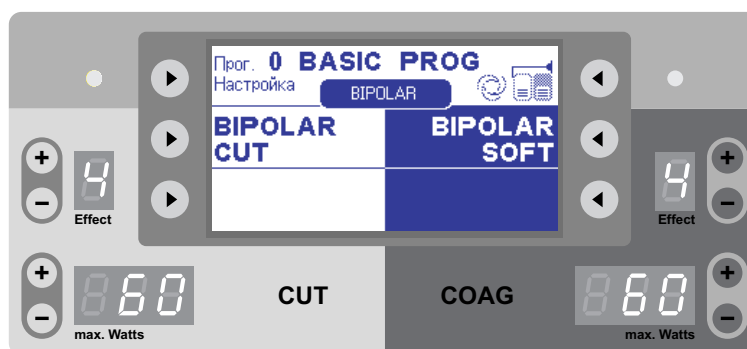 Прог. 0 BASIC PROG
Настройка
BIPOLAR
BIPOLAR CUT
BIPOLAR SOFT
+
−
4
Effect
+
−
4
Effect
+
−
60
max. Watts
CUT
COAG
+
−
60
max. Watts